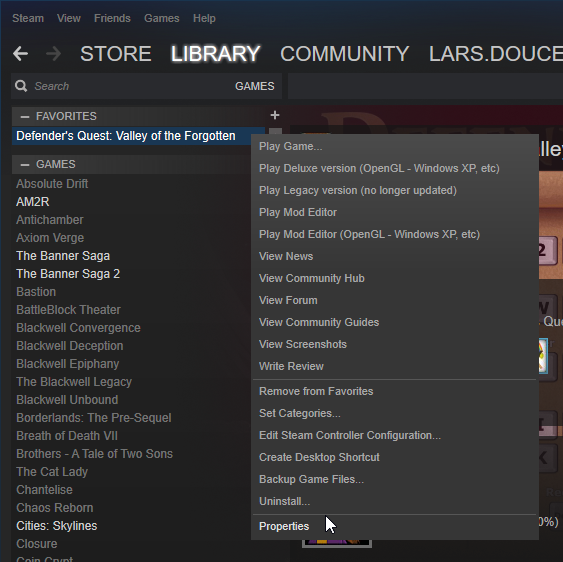 Steam View Friends Games Help
STORE LIBRARY COMMUNITY LARS.DOUCE
Search GAMES
FAVORITES
Defender's Quest: Valley of the Forgotten
GAMES
Absolute Drift
AM2R
Antichamber
Axiom Verge
The Banner Saga
The Banner Saga 2
Bastion
BattleBlock Theater
Blackwell Convergence
Blackwell Deception
Blackwell Epiphany
The Blackwell Legacy
Blackwell Unbound
Borderlands: The Pre-Sequel
Breath of Death VII
Brothers - A Tale of Two Sons
The Cat Lady
Chantelise
Chaos Reborn
Cities: Skylines
Closure
Coin Crypt
Play Game...
Play Deluxe version (OpenGL - Windows XP, etc)
Play Legacy version (no longer updated)
Play Mod Editor
Play Mod Editor (OpenGL - Windows XP, etc)
View News
View Community Hub
View Forum
View Community Guides
View Screenshots
Write Review
Remove from Favorites
Set Categories...
Edit Steam Controller Configuration...
Create Desktop Shortcut
Backup Game Files...
Uninstall...
Properties
lley
2
Que
0%)